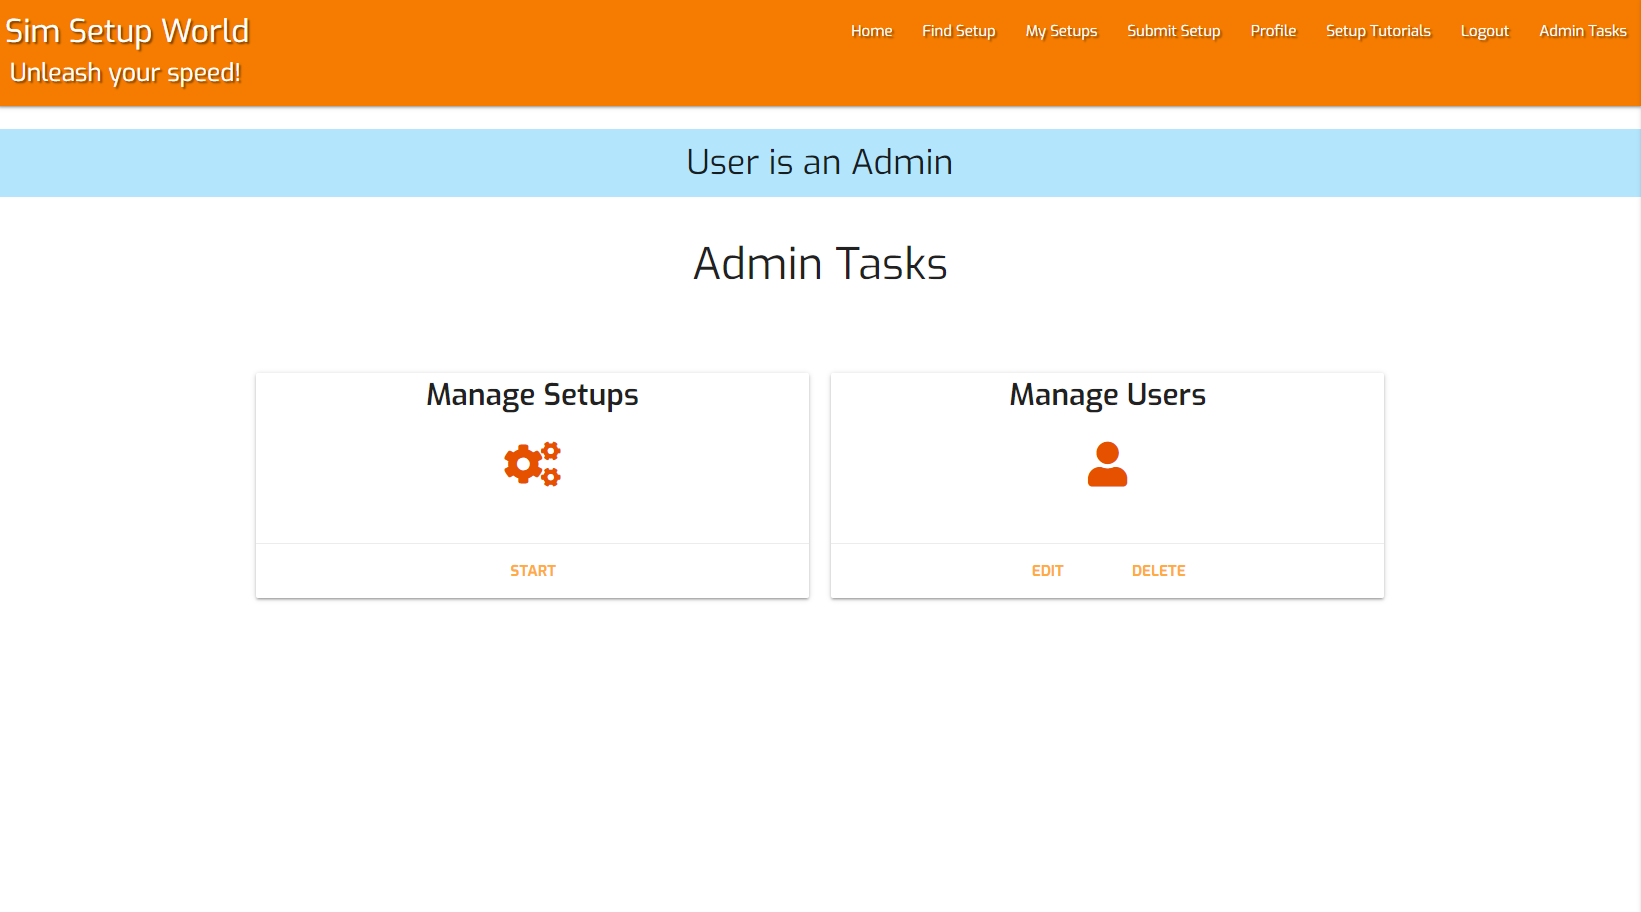 Sim Setup World
Unleash your speed!
Home Find Setup My Setups Submit Setup Profile Setup Tutorials Logout Admin Tasks
User is an Admin
Admin Tasks
Manage Setups
START
Manage Users
EDIT DELETE